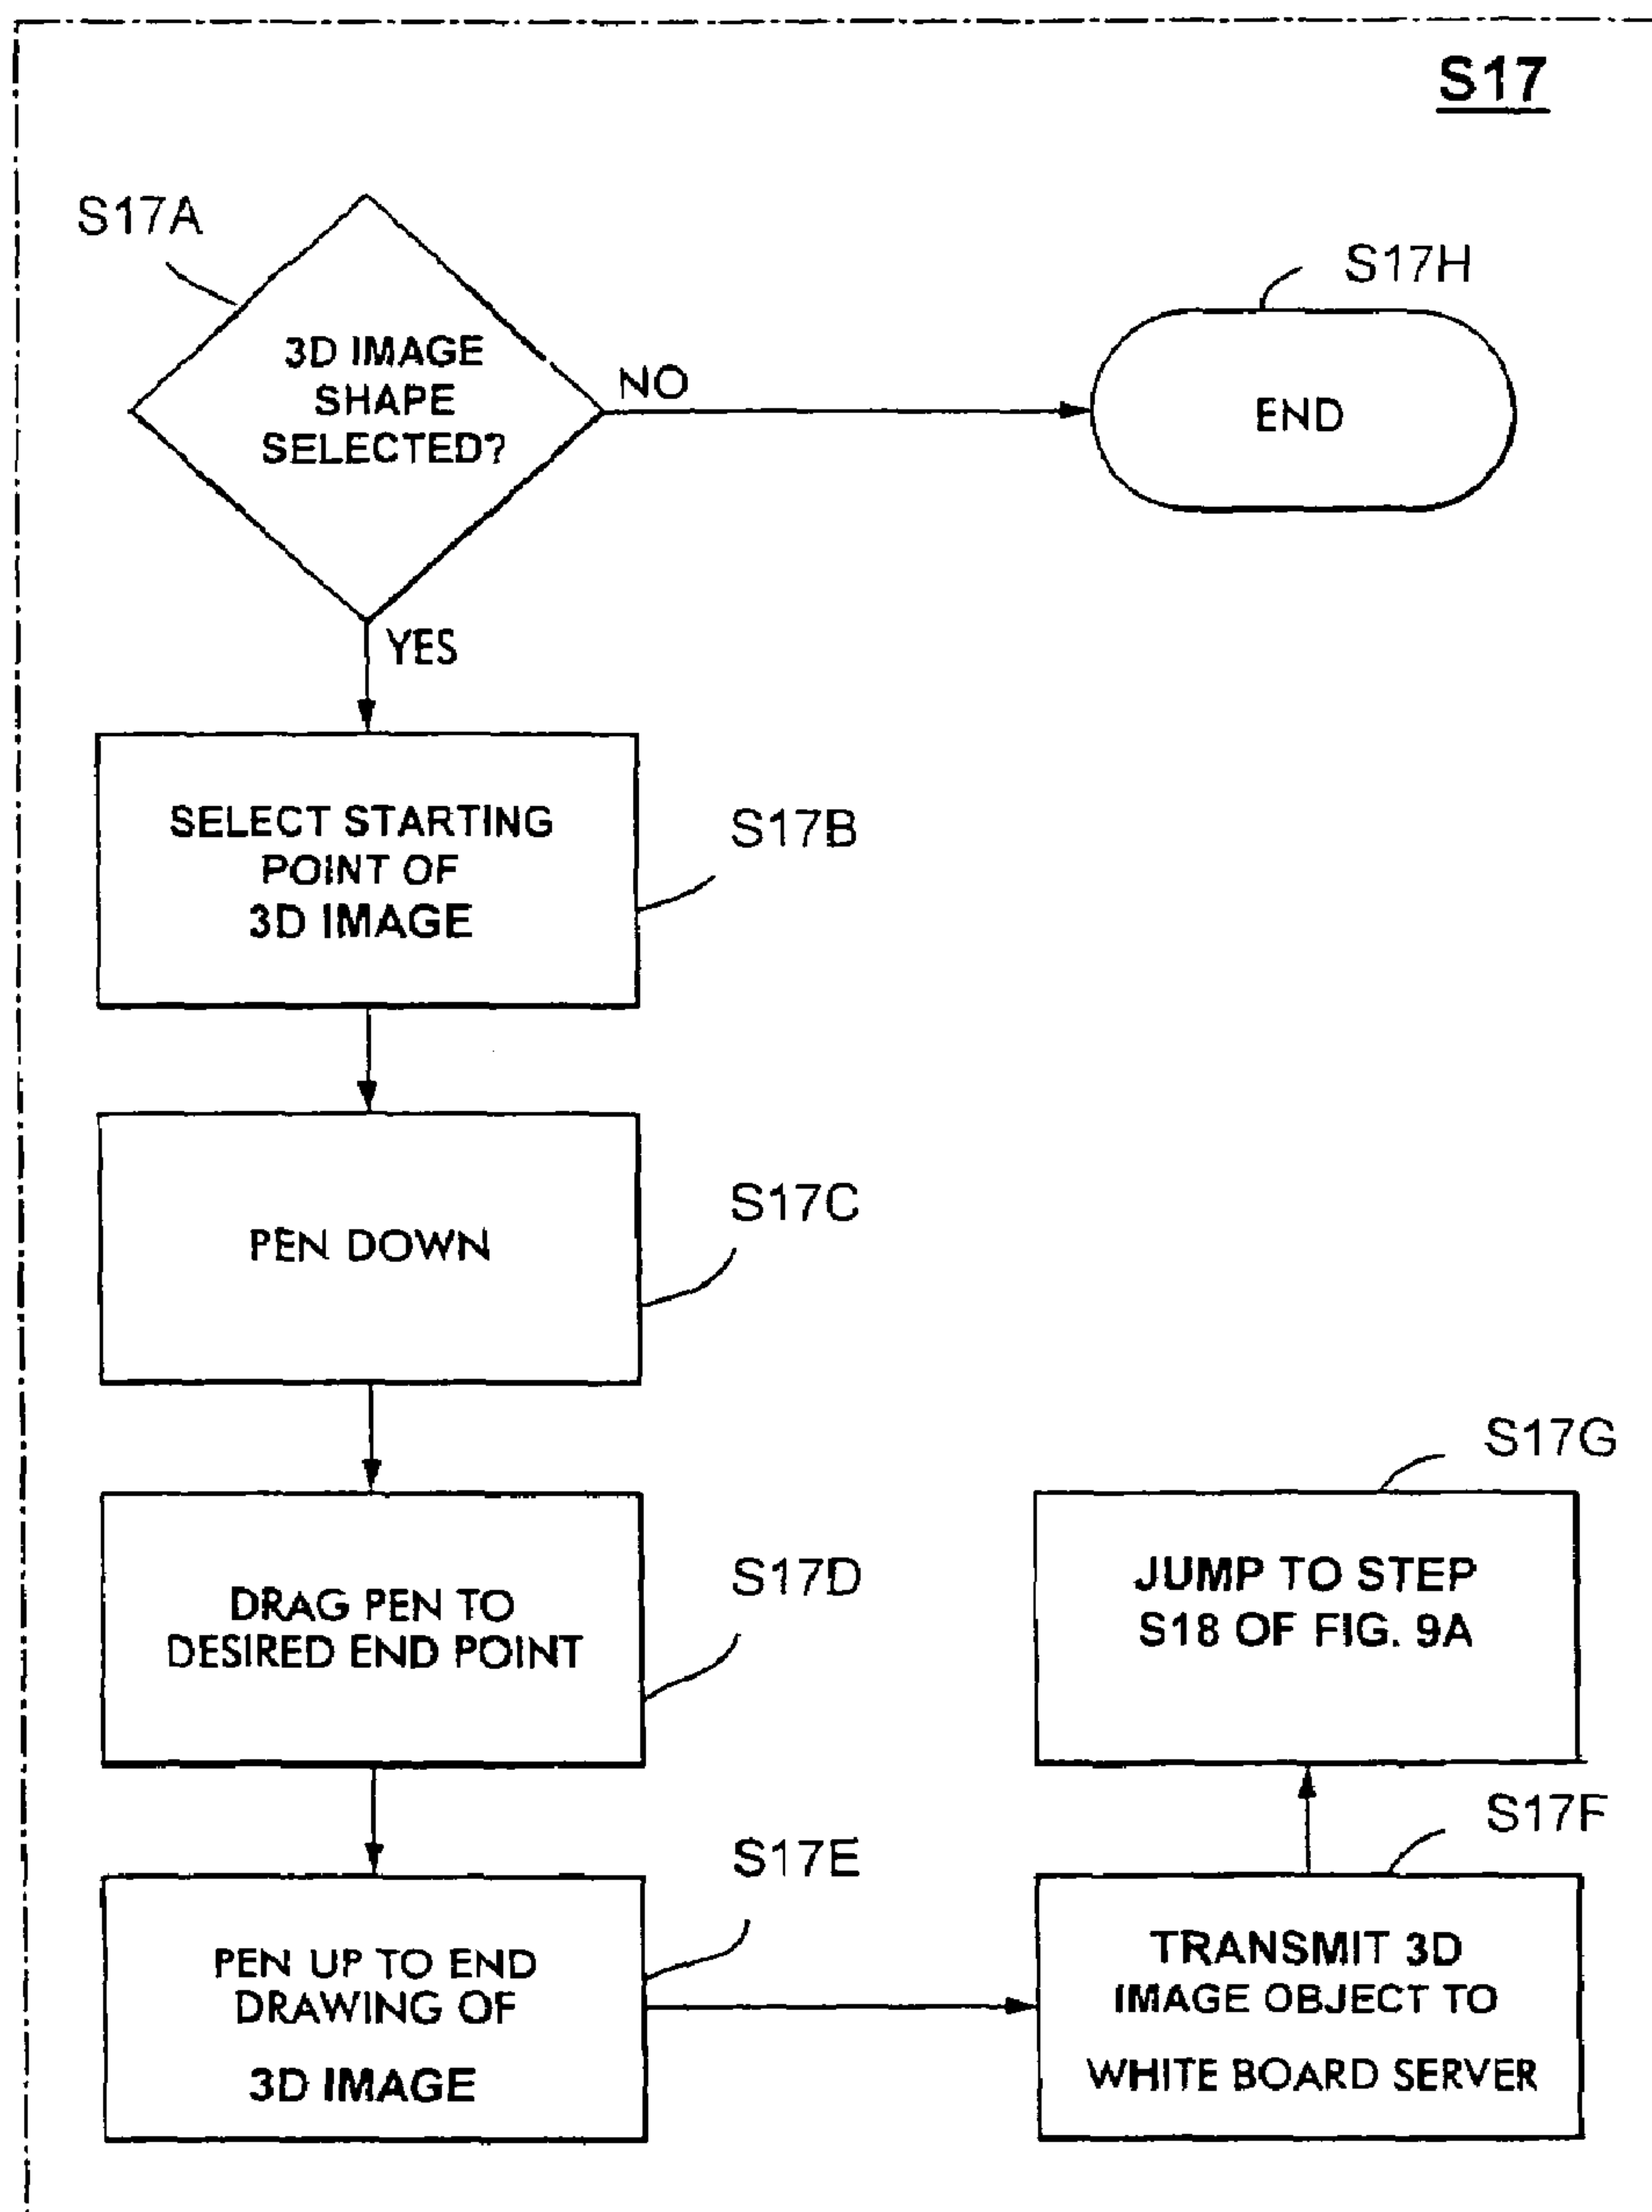 S17
S17A
3D IMAGE
SHAPE
SELECTED?
NO
S17H
END
YES
SELECT STARTING
POINT OF
3D IMAGE
S17B
PEN DOWN
S17C
DRAG PEN TO
DESIRED END POINT
S17D
PEN UP TO END
DRAWING OF
3D IMAGE
S17E
TRANSMIT 3D
IMAGE OBJECT TO
WHITE BOARD SERVER
S17F
JUMP TO STEP
S18 OF FIG. 9A
S17G